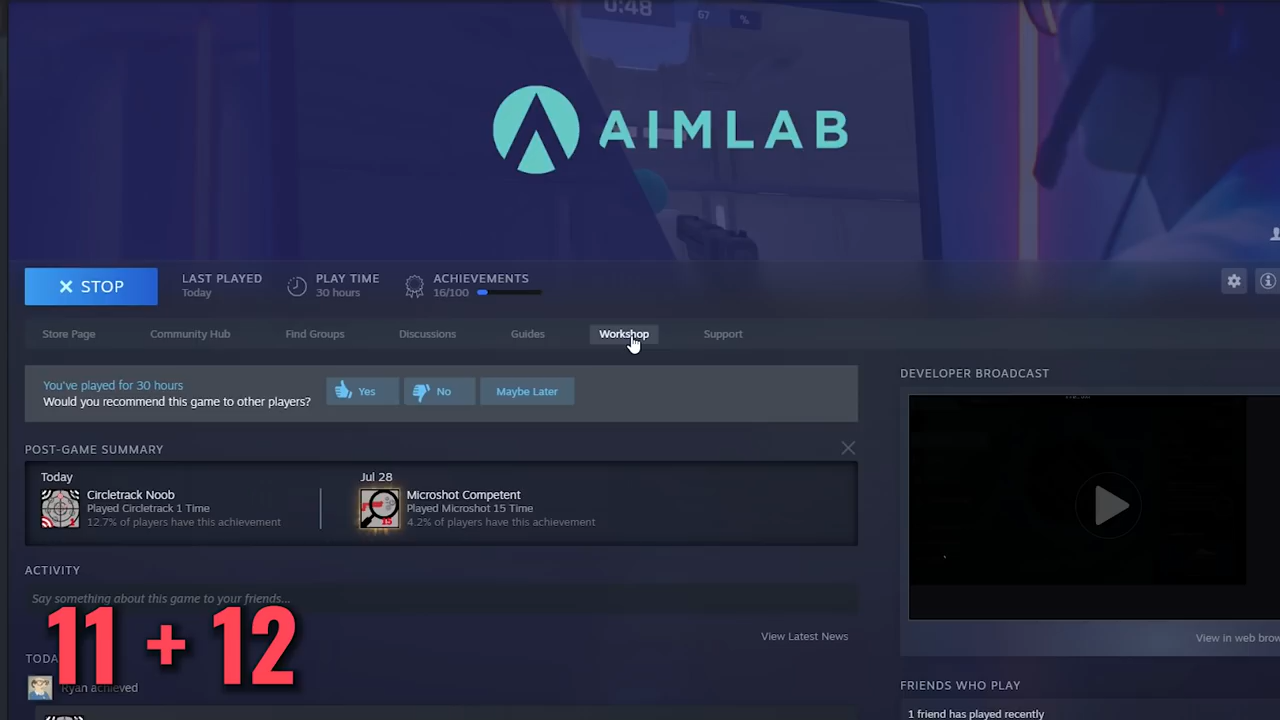 0:48
67
%
AIMLAB
STOP
LAST PLAYED
Today
PLAY TIME
30 hours
ACHIEVEMENTS
16/100
Store Page
Community Hub
Find Groups
Discussions
Guides
Workshop
Support
You've played for 30 hours
Would you recommend this game to other players?
Yes
No
Maybe Later
DEVELOPER BROADCAST
POST-GAME SUMMARY
Today
Circletrack Noob
Played Circletrack 1 Time
12.7% of players have this achievement
Jul 28
Microshot Competent
Played Microshot 15 Time
4.2% of players have this achievement
ACTIVITY
Say something about this game to your friends...
11 + 12
View Latest News
View in web brow
TODA
Ryan achieved
FRIENDS WHO PLAY
1 friend has played recently